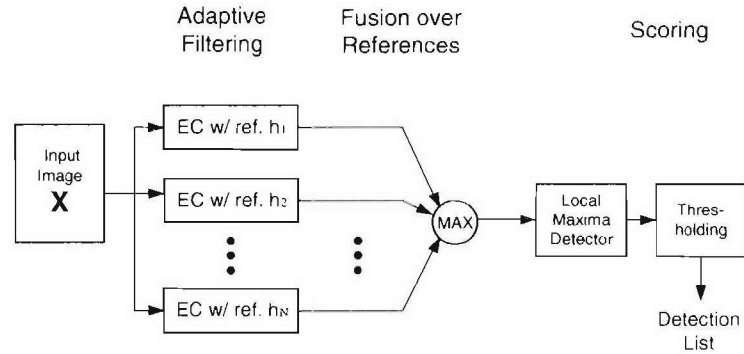 Adaptive
Filtering
Fusion over
References
Scoring
Input
Image
X
EC w/ ref. h1
EC w/ ref. h2
EC w/ ref. hN
MAX
Local
Maxima
Detector
Thres-
holding
Detection
List